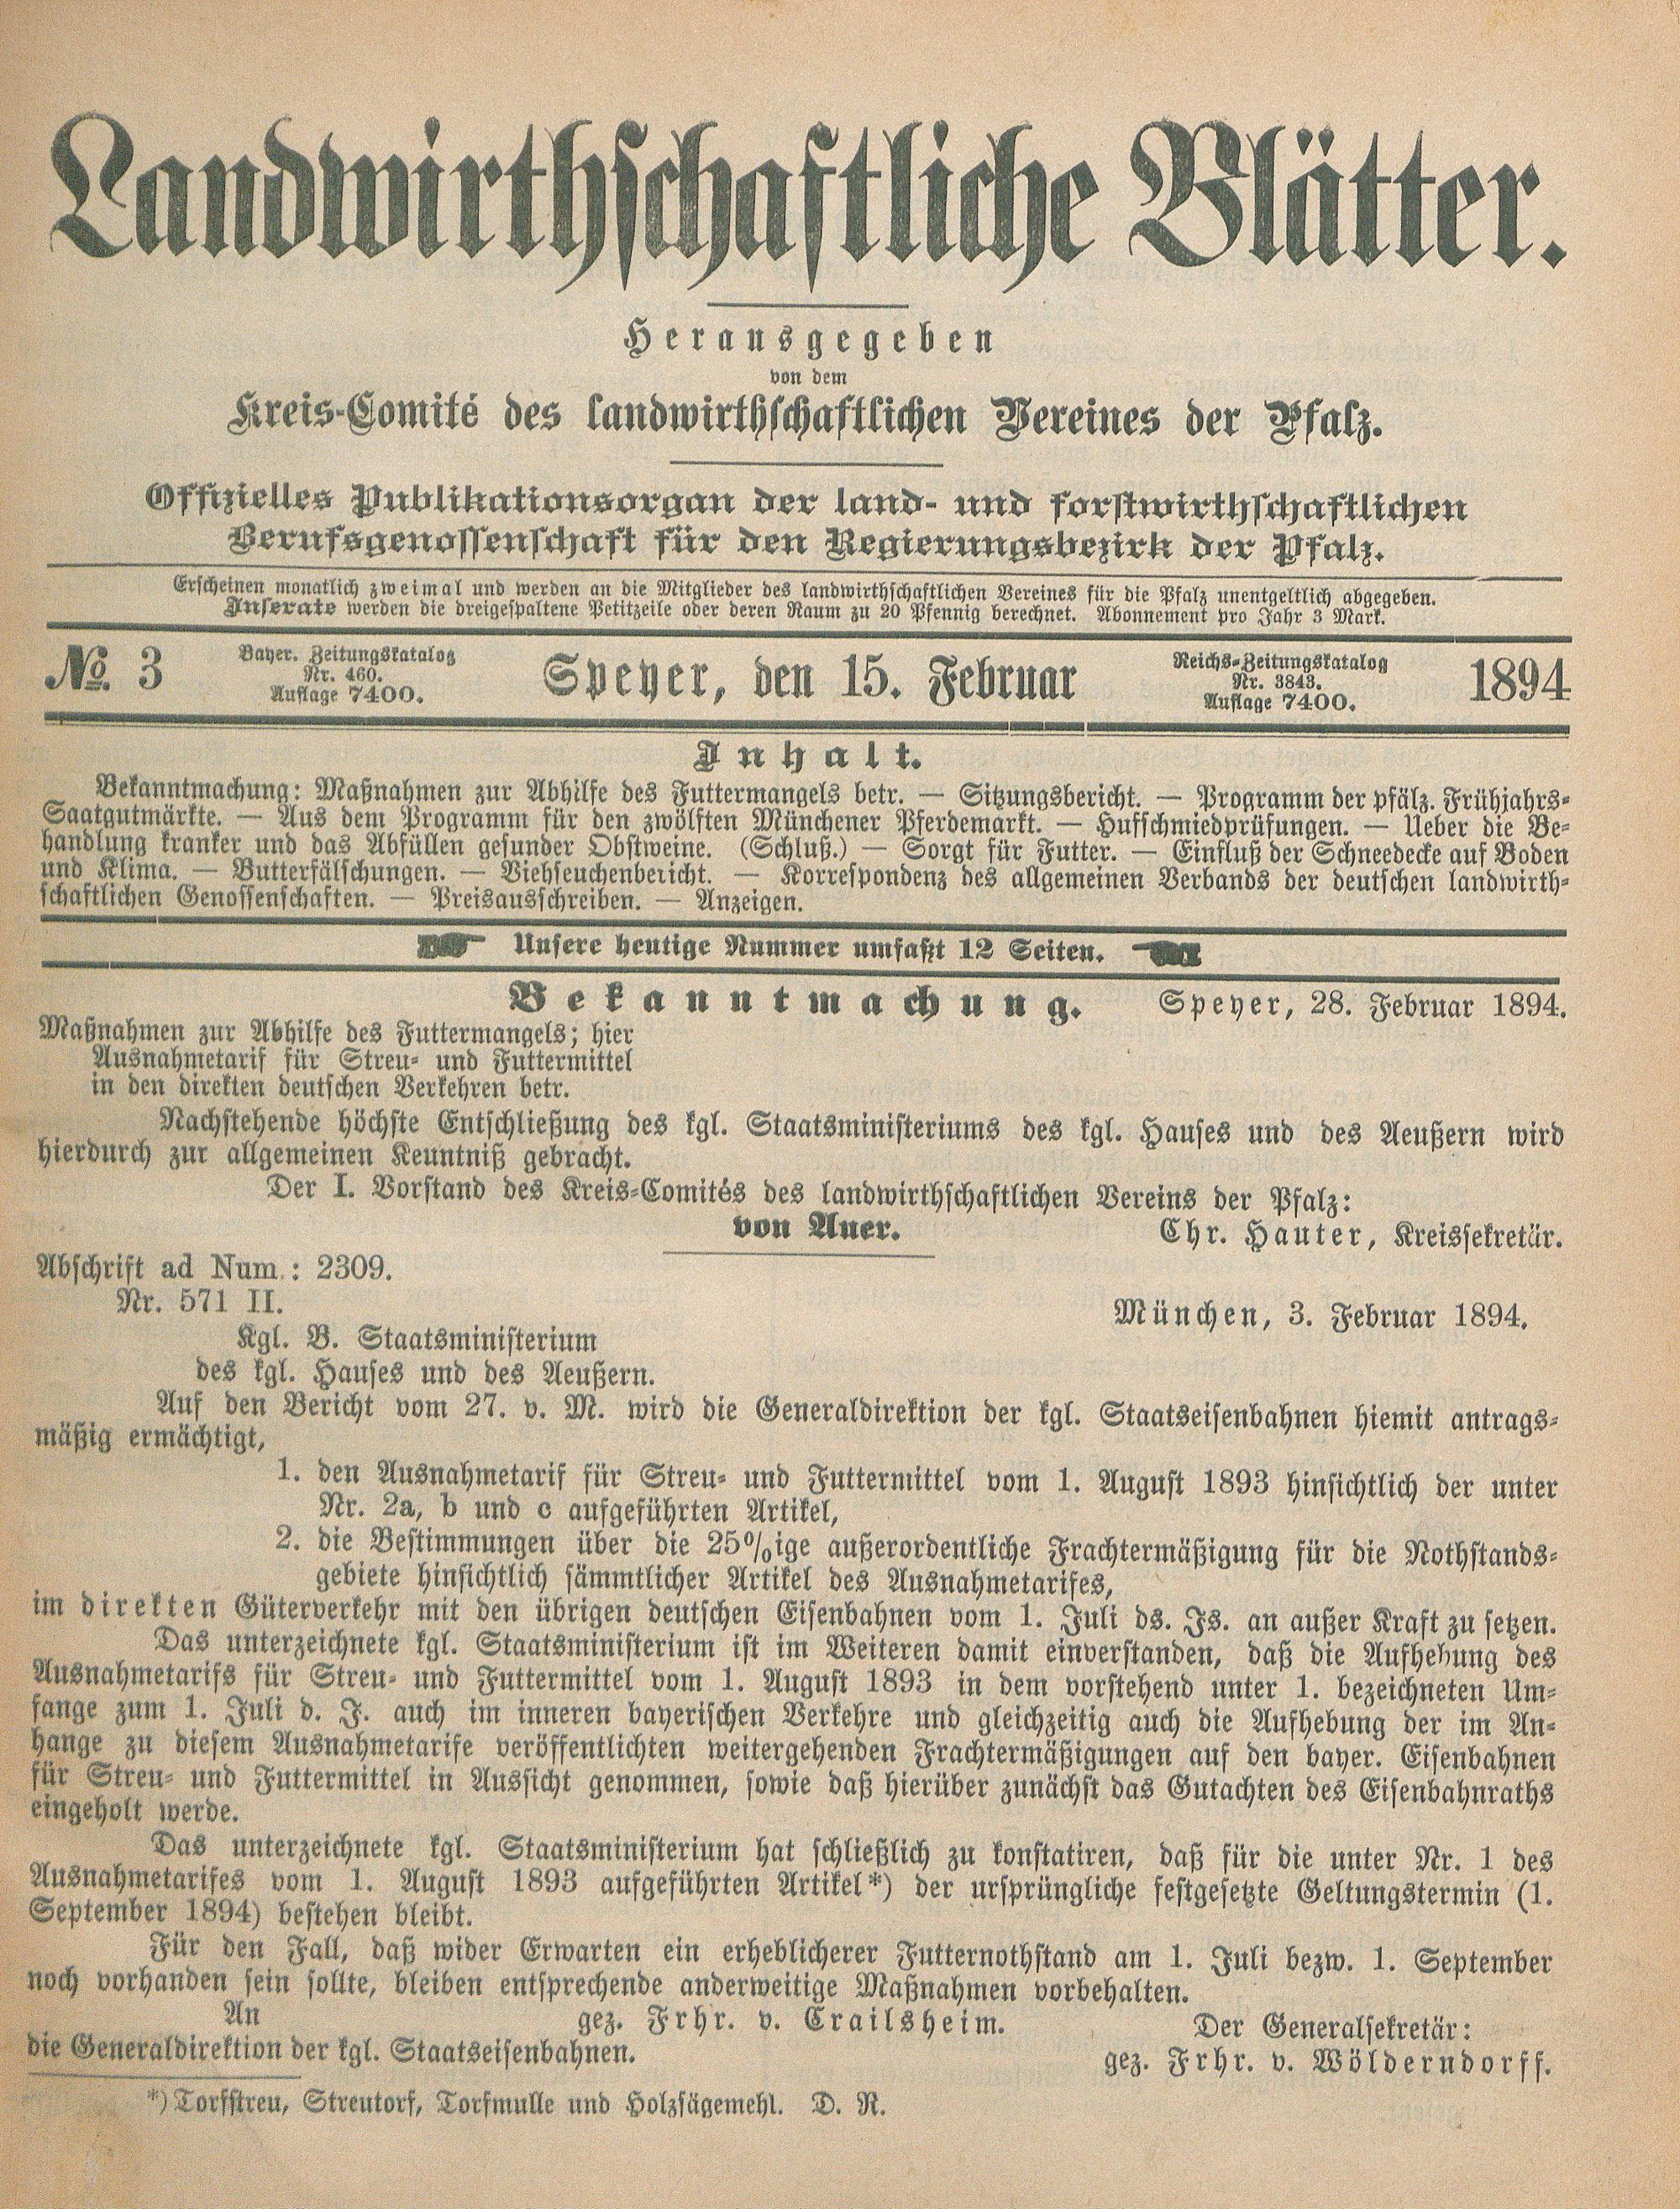 Landwirthschaftliche Blätter.
Herausgegeben
von dem
Kreis-Comité des landwirthschaftlichen Vereines der Pfalz.
Offizielles Publikationsorgan der land- und forstwirthschaftlichen
Berufsgenossenschaft für den Regierungsbezirk der Pfalz.
Erscheinen monatlich zweimal und werden an die Mitglieder des landwirthschaftlichen Vereines für die Pfalz unentgeltlich abgegeben.
Inserate werden die dreigespaltene Petitzeile oder deren Raum zu 20 Pfennig berechnet. Abonnement pro Jahr 3 Mark.
No. 3
Bayer. Zeitungskatalog
Nr. 460.
Auflage 7400.
Speyer, den 15. Februar
Reichs-Zeitungskatalog
Nr. 3843.
Auflage 7400.
1894
Inhalt.
Bekanntmachung: Maßnahmen zur Abhilfe des Futtermangels betr. — Sitzungsbericht. — Programm der pfälz. Frühjahrs-
Saatgutmärkte. — Aus dem Programm für den zwölften Münchener Pferdemarkt. — Hufschmiedprüfungen. — Ueber die Be-
handlung kranker und das Abfüllen gesunder Obstweine. (Schluß.) — Sorgt für Futter. — Einfluß der Schneedecke auf Boden
und Klima. — Butterfälschungen. — Viehseuchenbericht. — Korrespondenz des allgemeinen Verbands der deutschen landwirth-
schaftlichen Genossenschaften. — Preisausschreiben. — Anzeigen.
Unsere heutige Nummer umfaßt 12 Seiten.
Bekanntmachung. Speyer, 28. Februar 1894.
Maßnahmen zur Abhilfe des Futtermangels; hier
Ausnahmetarif für Streu- und Futtermittel
in den direkten deutschen Verkehren betr.
Nachstehende höchste Entschließung des kgl. Staatsministeriums des kgl. Hauses und des Aeußern wird
hierdurch zur allgemeinen Keuntniß gebracht.
Der I. Vorstand des Kreis-Comités des landwirthschaftlichen Vereins der Pfalz:
von Auer. Chr. Hauter, Kreissekretär.
Abschrift ad Num.: 2309.
Nr. 571 II.
München, 3. Februar 1894.
Kgl. B. Staatsministerium
des kgl. Hauses und des Aeußern.
Auf den Bericht vom 27. v. M. wird die Generaldirektion der kgl. Staatseisenbahnen hiemit antrags-
mäßig ermächtigt,
1. den Ausnahmetarif für Streu- und Futtermittel vom 1. August 1893 hinsichtlich der unter
Nr. 2a, b und c aufgeführten Artikel,
2. die Bestimmungen über die 25%ige außerordentliche Frachtermäßigung für die Nothstands-
gebiete hinsichtlich sämmtlicher Artikel des Ausnahmetarifes,
im direkten Güterverkehr mit den übrigen deutschen Eisenbahnen vom 1. Juli ds. Js. an außer Kraft zu setzen.
Das unterzeichnete kgl. Staatsministerium ist im Weiteren damit einverstanden, daß die Aufhebung des
Ausnahmetarifs für Streu- und Futtermittel vom 1. August 1893 in dem vorstehend unter 1. bezeichneten Um-
fange zum 1. Juli d. J. auch im inneren bayerischen Verkehre und gleichzeitig auch die Aufhebung der im An-
hange zu diesem Ausnahmetarife veröffentlichten weitergehenden Frachtermäßigungen auf den bayer. Eisenbahnen
für Streu- und Futtermittel in Aussicht genommen, sowie daß hierüber zunächst das Gutachten des Eisenbahnraths
eingeholt werde.
Das unterzeichnete kgl. Staatsministerium hat schließlich zu konstatiren, daß für die unter Nr. 1 des
Ausnahmetarifes vom 1. August 1893 aufgeführten Artikel*) der ursprüngliche festgesetzte Geltungstermin (1.
September 1894) bestehen bleibt.
Für den Fall, daß wider Erwarten ein erheblicherer Futternothstand am 1. Juli bezw. 1. September
noch vorhanden sein sollte, bleiben entsprechende anderweitige Maßnahmen vorbehalten.
An gez. Frhr. v. Crailsheim. Der Generalsekretär:
die Generaldirektion der kgl. Staatseisenbahnen. gez. Frhr. v. Wölderndorff.
*) Torfstreu, Streutorf, Torfmulle und Holzsägemehl. D. R.